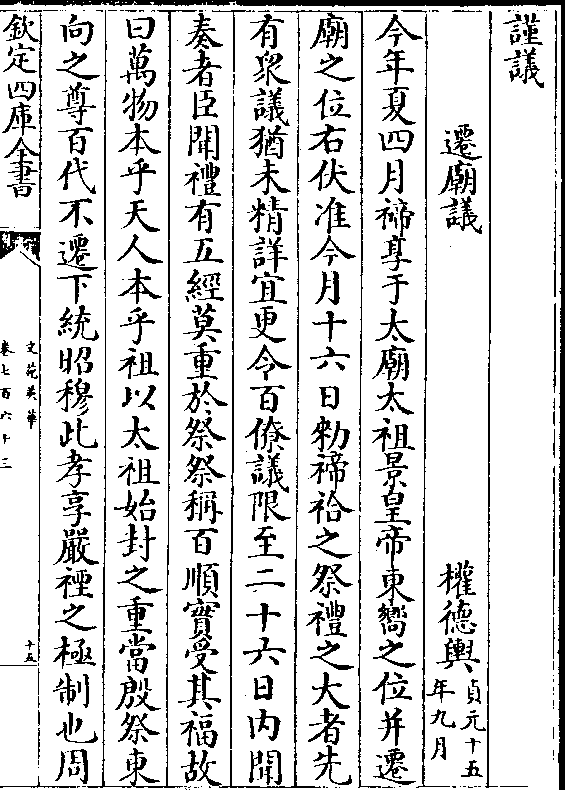 謹議
遷廟議
權德輿
貞元十五
年九月
今年夏四月禘享于太廟太祖景皇帝東嚮之位并遷
廟之位右伏准今月十六日勑禘祫之祭禮之大者先
有衆議猶未精詳宜更令百僚議限至二十六日内聞
奏者臣聞禮有五經莫重於祭祭稱百順實受其福故
曰萬物本乎天人本乎祖以太祖始封之重當殷祭東
向之尊百代不遷下統昭穆此孝享嚴禋之極制也周
欽定四庫全書
文苑英華
卷七百六十三
十五